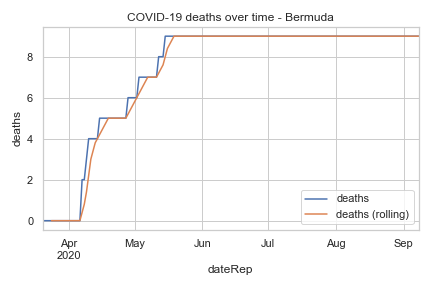 COVID-19 deaths over time - Bermuda
deaths
8
6
4
2
0
Apr
2020
May
Jun
Jul
Aug
Sep
dateRep
deaths
deaths (rolling)